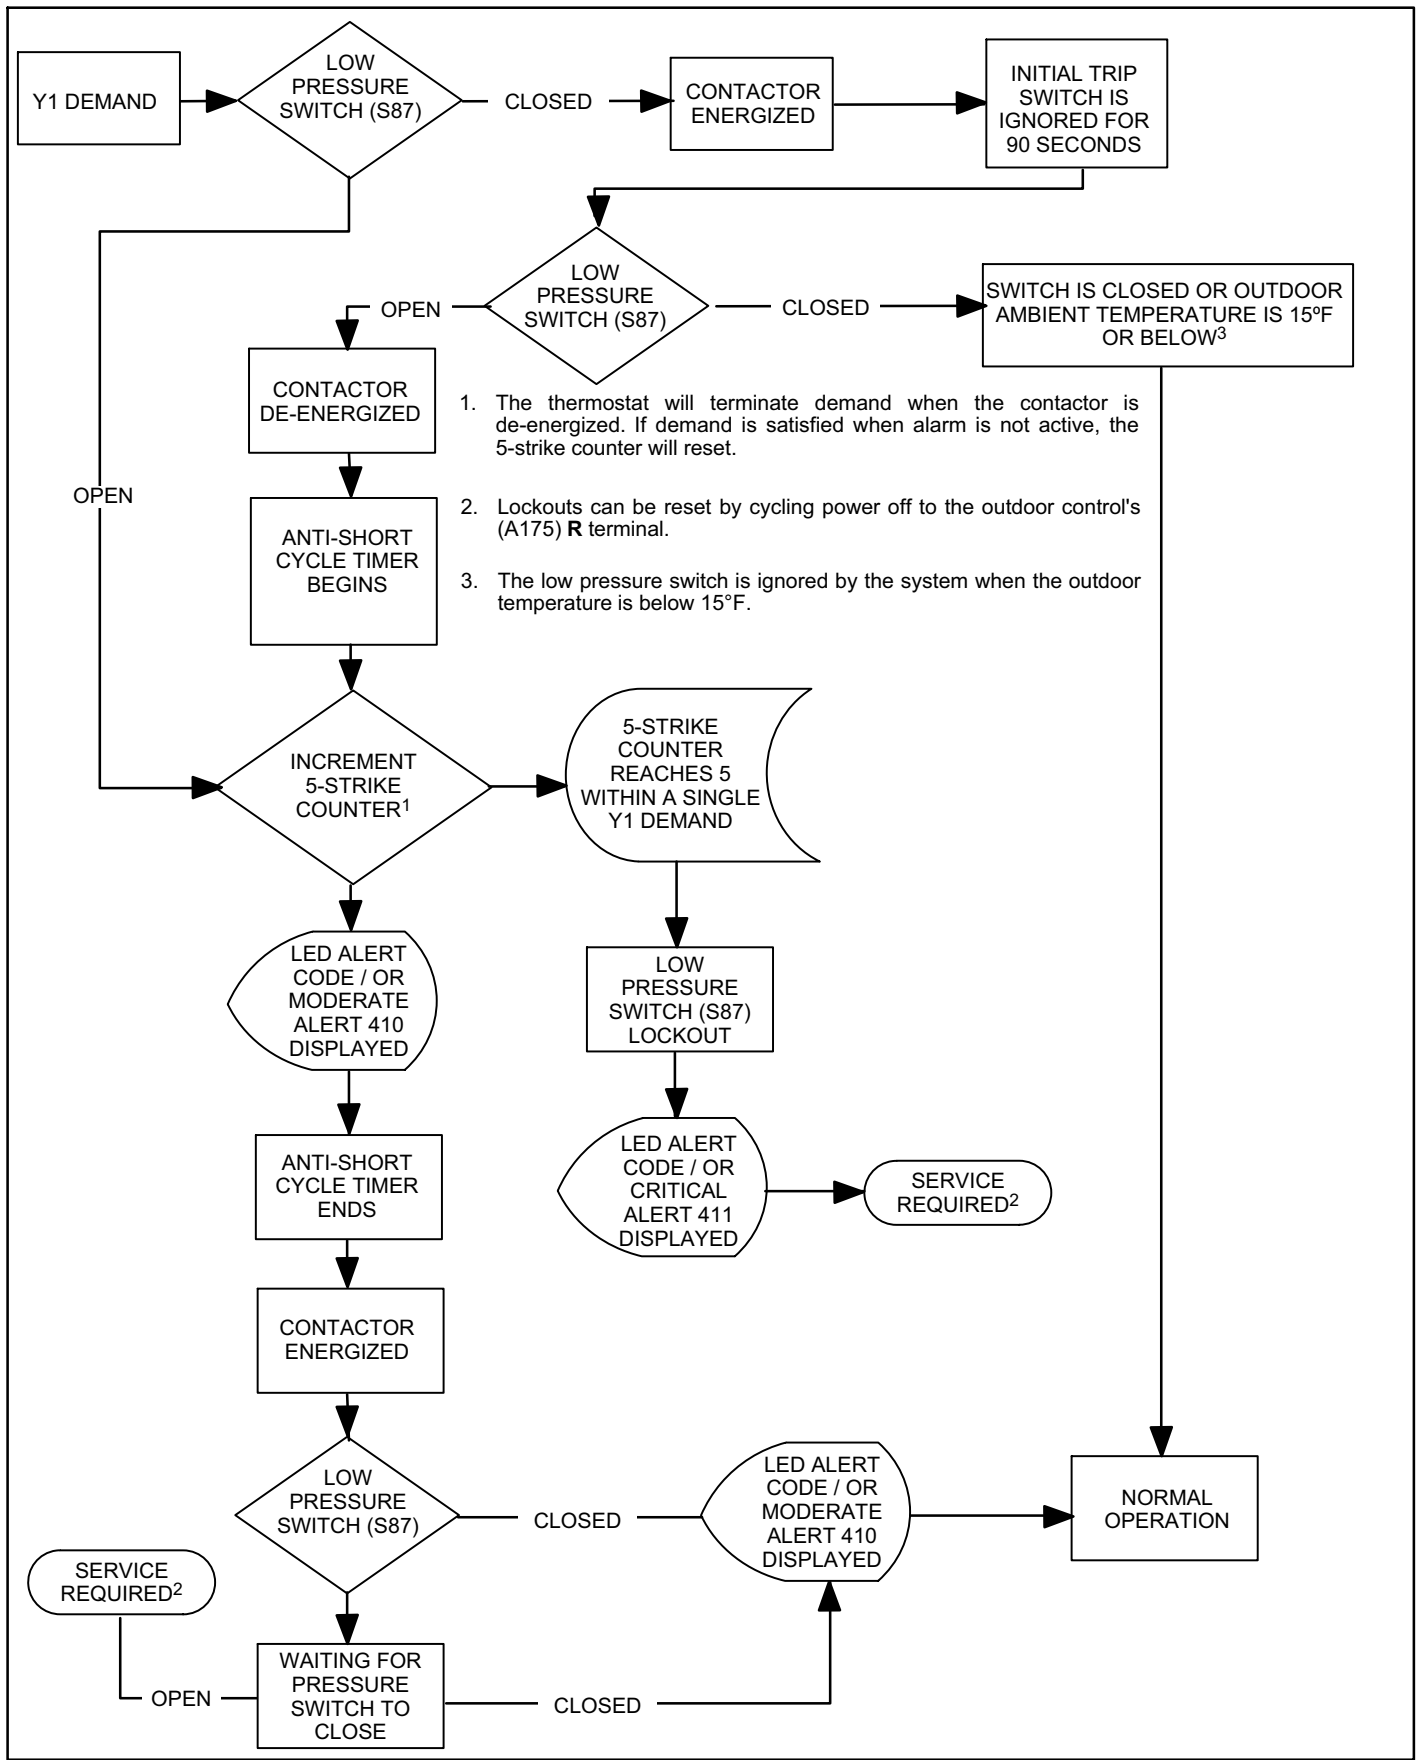 Y1 DEMAND
LOW
PRESSURE
SWITCH (S87)
CLOSED
CONTACTOR
ENERGIZED
INITIAL TRIP
SWITCH IS
IGNORED FOR
90 SECONDS
LOW
PRESSURE
SWITCH (S87)
OPEN
CLOSED
SWITCH IS CLOSED OR OUTDOOR
AMBIENT TEMPERATURE IS 15ºF
OR BELOW3
CONTACTOR
DE-ENERGIZED
1. The thermostat will terminate demand when the contactor is
de-energized. If demand is satisfied when alarm is not active, the
5-strike counter will reset.
OPEN
ANTI-SHORT
CYCLE TIMER
BEGINS
2. Lockouts can be reset by cycling power off to the outdoor control's
(A175) R terminal.
3. The low pressure switch is ignored by the system when the outdoor
temperature is below 15°F.
INCREMENT
5-STRIKE
COUNTER1
5-STRIKE
COUNTER
REACHES 5
WITHIN A SINGLE
Y1 DEMAND
LED ALERT
CODE / OR
MODERATE
ALERT 410
DISPLAYED
LOW
PRESSURE
SWITCH (S87)
LOCKOUT
ANTI-SHORT
CYCLE TIMER
ENDS
LED ALERT
CODE / OR
CRITICAL
ALERT 411
DISPLAYED
SERVICE
REQUIRED2
CONTACTOR
ENERGIZED
LOW
PRESSURE
SWITCH (S87)
CLOSED
LED ALERT
CODE / OR
MODERATE
ALERT 410
DISPLAYED
NORMAL
OPERATION
SERVICE
REQUIRED2
OPEN
WAITING FOR
PRESSURE
SWITCH TO
CLOSE
CLOSED